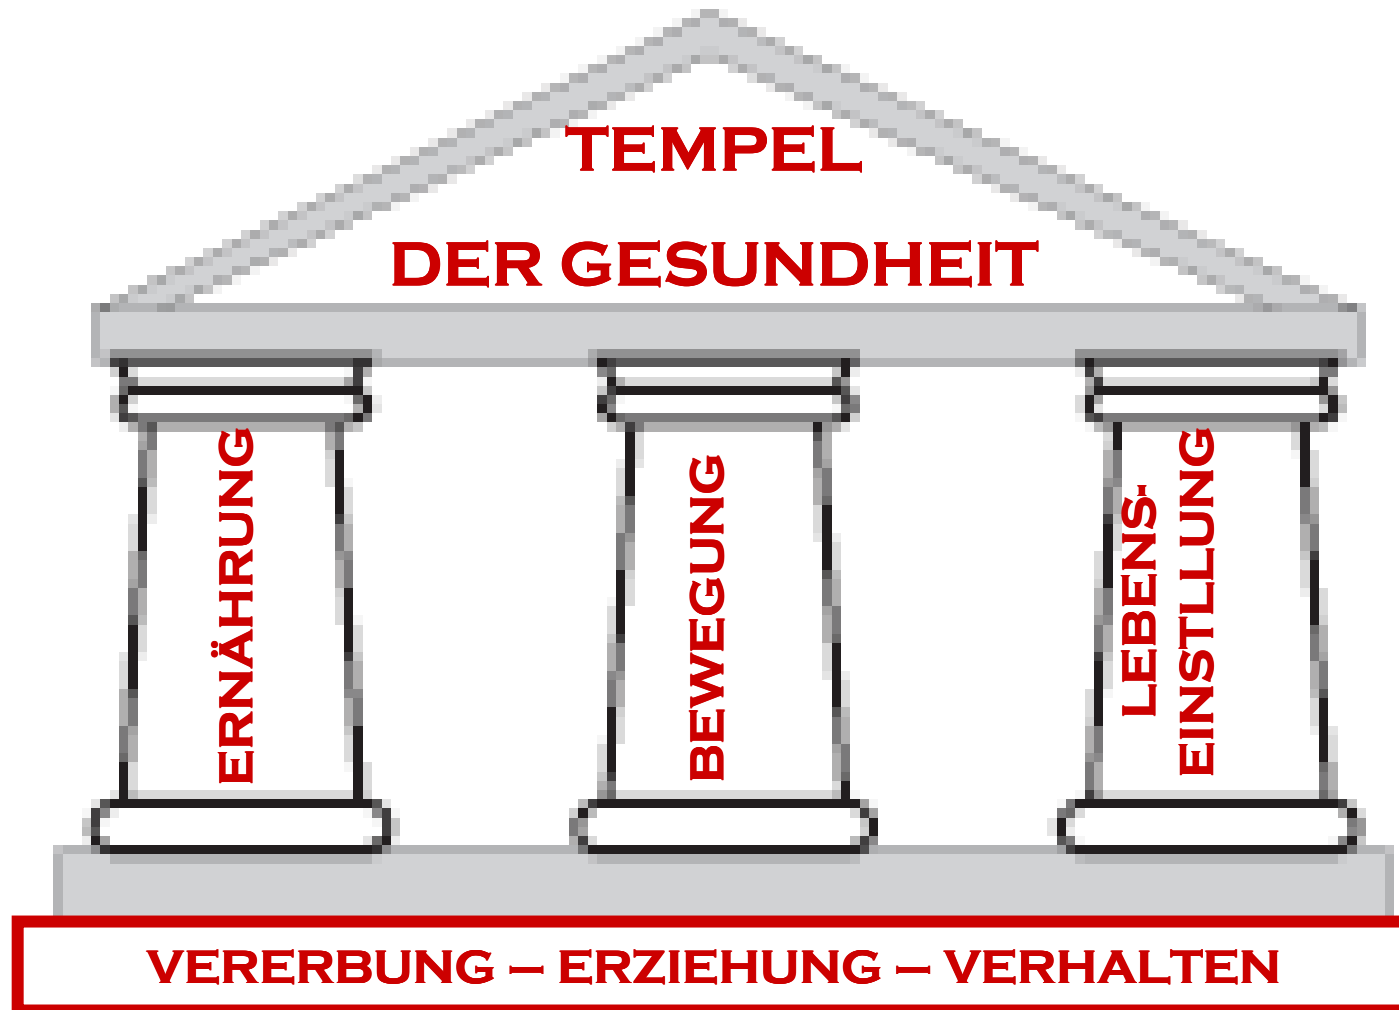 TEMPEL
DER GESUNDHEIT
ERNÄHRUNG
BEWEGUNG
LEBENS-
EINSTLLUNG
VERERBUNG – ERZIEHUNG – VERHALTEN